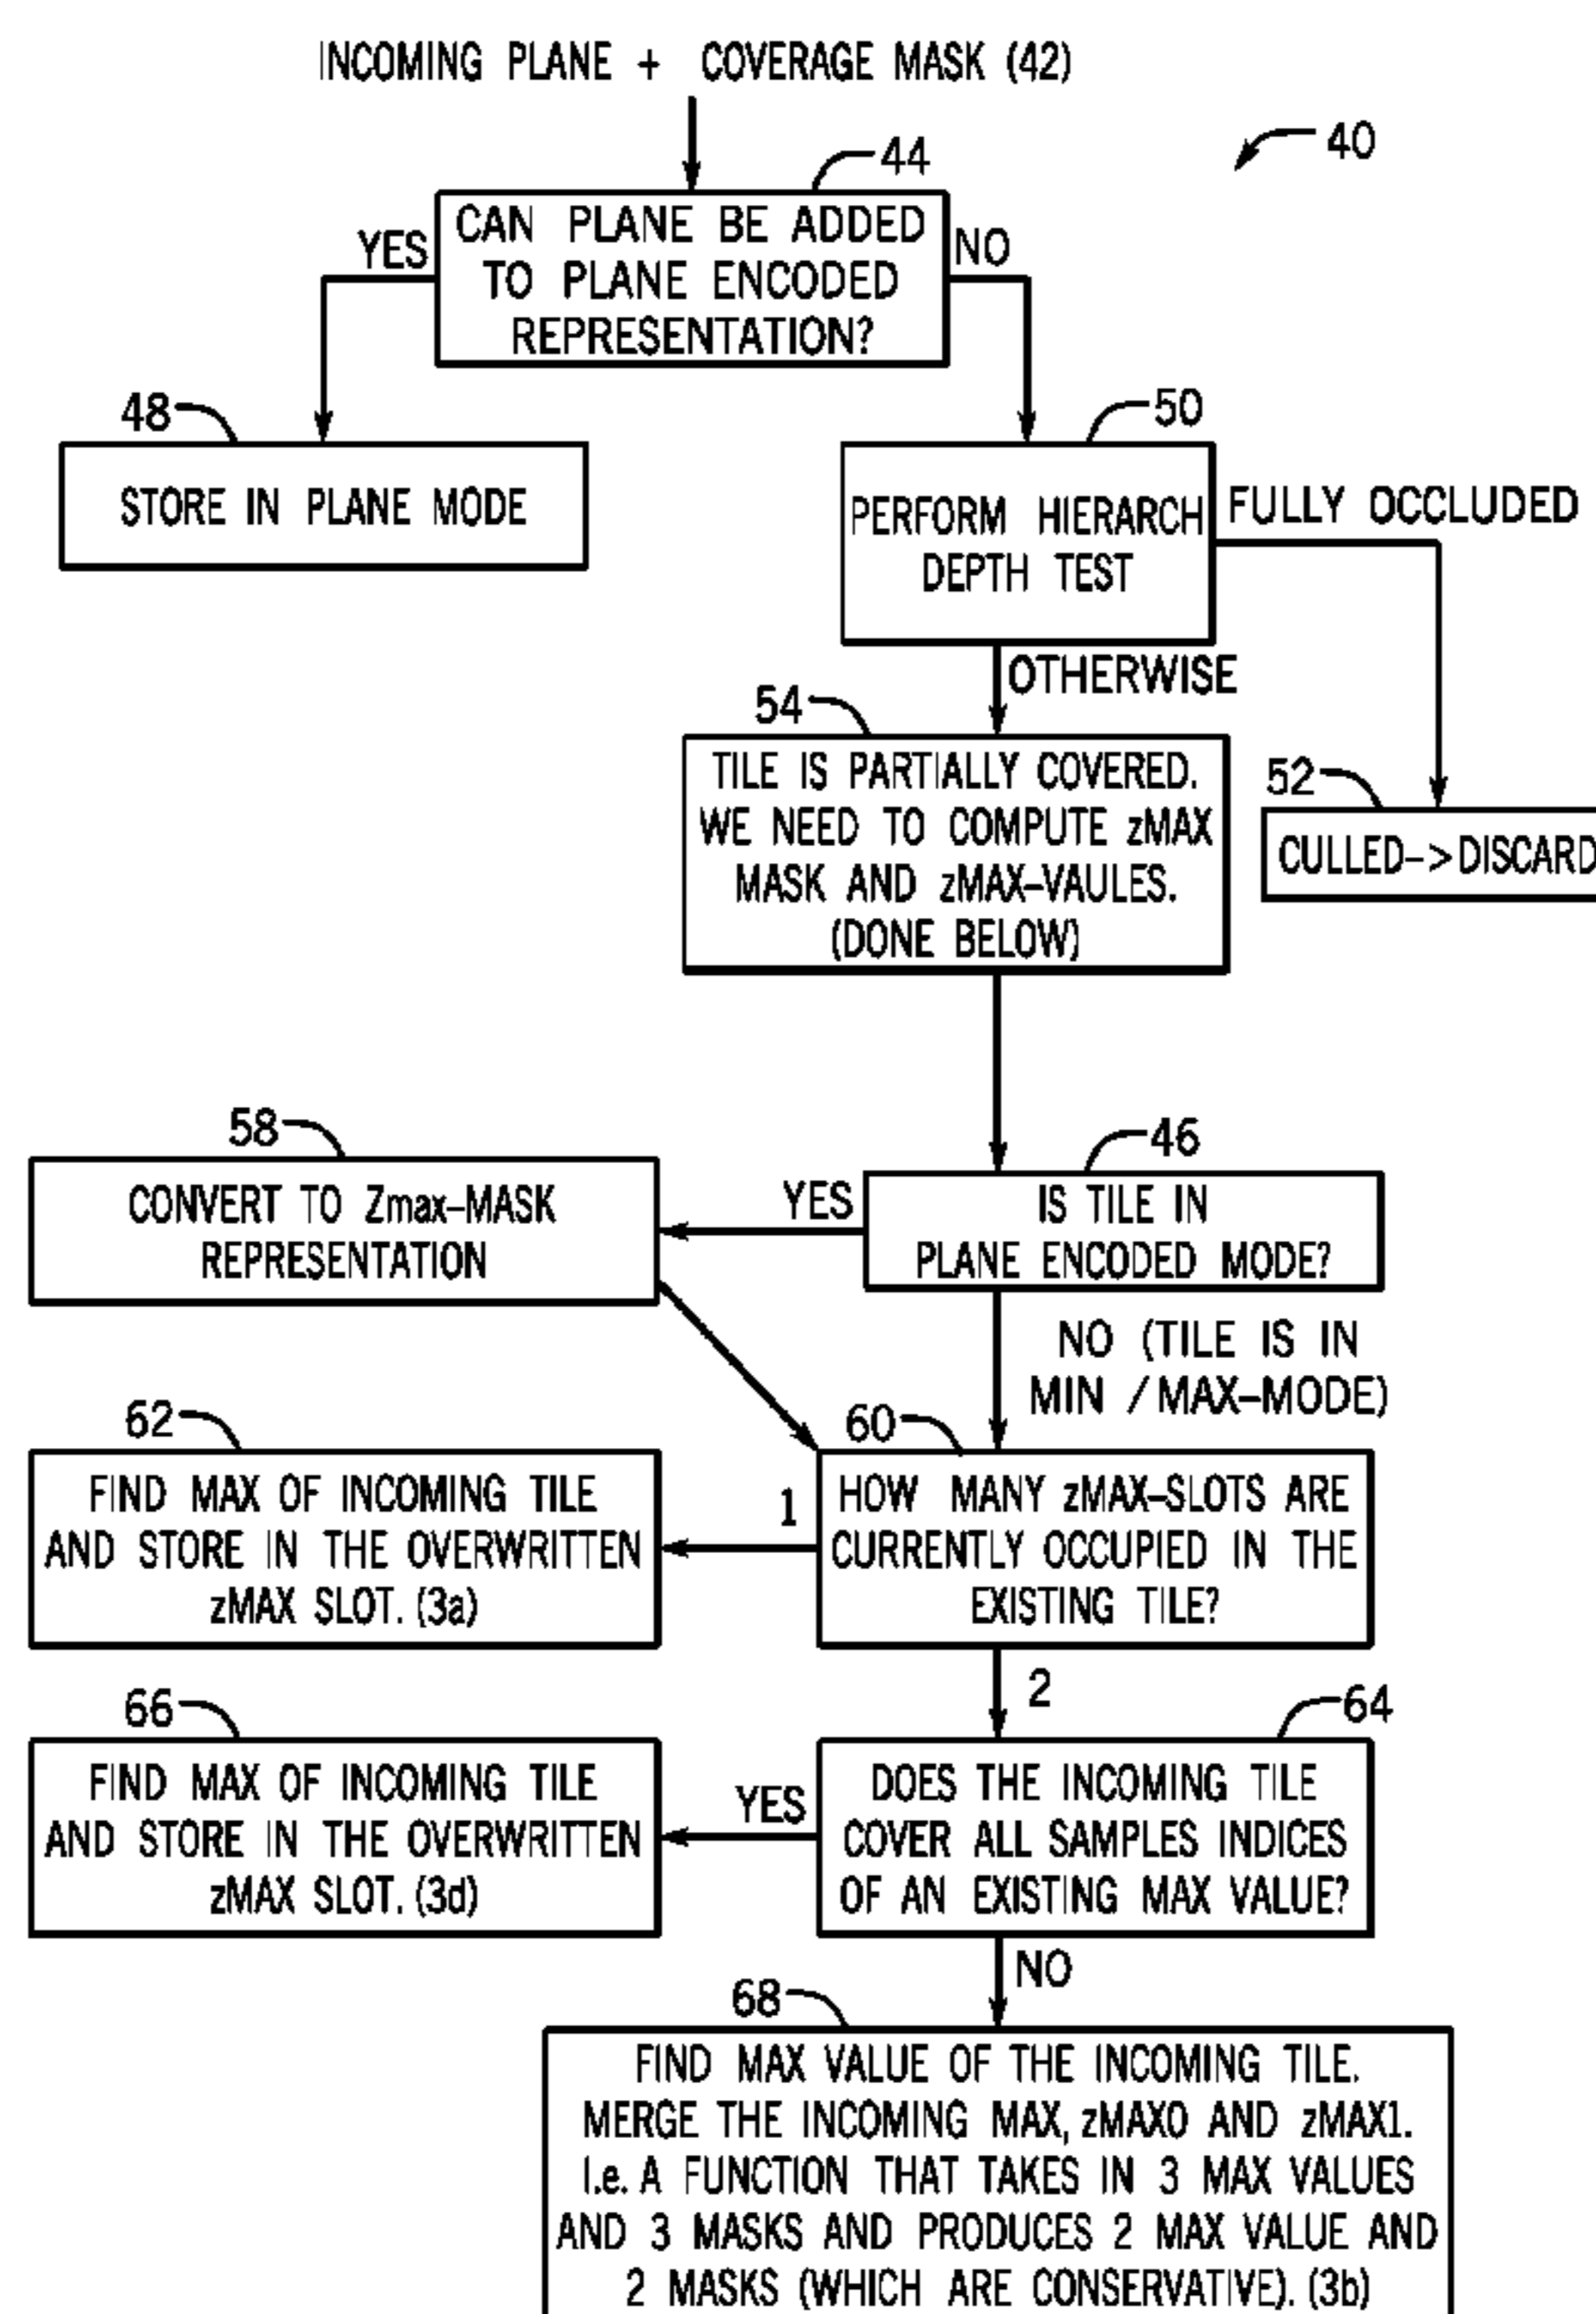 INCOMING PLANE + COVERAGE MASK (42)
40
44
CAN PLANE BE ADDED
TO PLANE ENCODED
REPRESENTATION?
YES
NO
48
STORE IN PLANE MODE
50
PERFORM HIERARCH
DEPTH TEST
FULLY OCCLUDED
OTHERWISE
52
CULLED->DISCARD
54
TILE IS PARTIALLY COVERED.
WE NEED TO COMPUTE zMAX
MASK AND zMAX-VAULES.
(DONE BELOW)
46
IS TILE IN
PLANE ENCODED MODE?
YES
58
CONVERT TO Zmax-MASK
REPRESENTATION
NO (TILE IS IN
MIN /MAX-MODE)
60
HOW MANY zMAX-SLOTS ARE
CURRENTLY OCCUPIED IN THE
EXISTING TILE?
1
62
FIND MAX OF INCOMING TILE
AND STORE IN THE OVERWRITTEN
zMAX SLOT. (3a)
2
64
DOES THE INCOMING TILE
COVER ALL SAMPLES INDICES
OF AN EXISTING MAX VALUE?
YES
66
FIND MAX OF INCOMING TILE
AND STORE IN THE OVERWRITTEN
zMAX SLOT. (3d)
NO
68
FIND MAX VALUE OF THE INCOMING TILE.
MERGE THE INCOMING MAX, zMAX0 AND zMAX1.
I.e. A FUNCTION THAT TAKES IN 3 MAX VALUES
AND 3 MASKS AND PRODUCES 2 MAX VALUE AND
2 MASKS (WHICH ARE CONSERVATIVE). (3b)